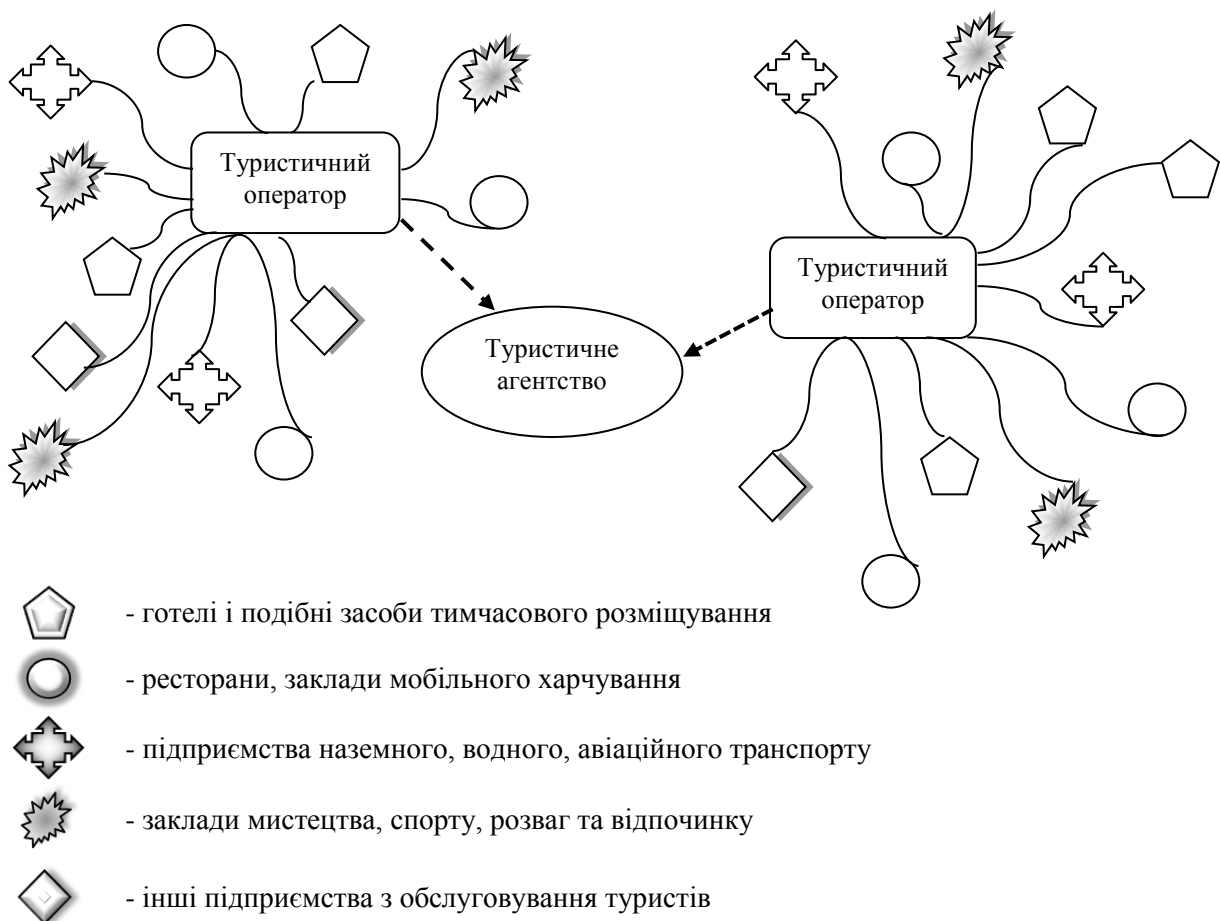 Туристичний
оператор
Туристичний
оператор
Туристичне
агентство
- готелі і подібні засоби тимчасового розміщування
- ресторани, заклади мобільного харчування
- підприємства наземного, водного, авіаційного транспорту
- заклади мистецтва, спорту, розваг та відпочинку
- інші підприємства з обслуговування туристів